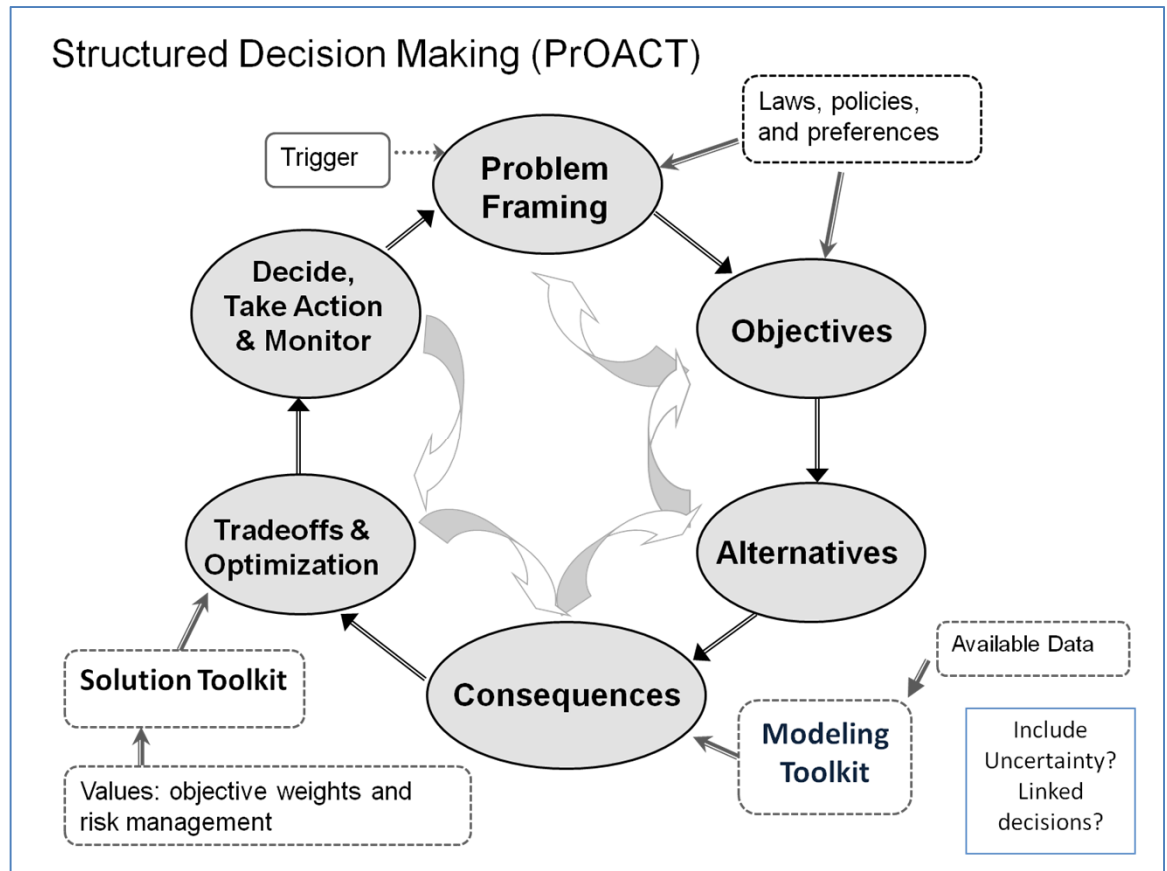 Structured Decision Making (PrOACT)
Trigger
Laws, policies,
and preferences
Problem
Framing
Objectives
Alternatives
Consequences
Tradeoffs &
Optimization
Decide,
Take Action
& Monitor
Solution Toolkit
Values: objective weights and
risk management
Available Data
Modeling
Toolkit
Include
Uncertainty?
Linked
decisions?